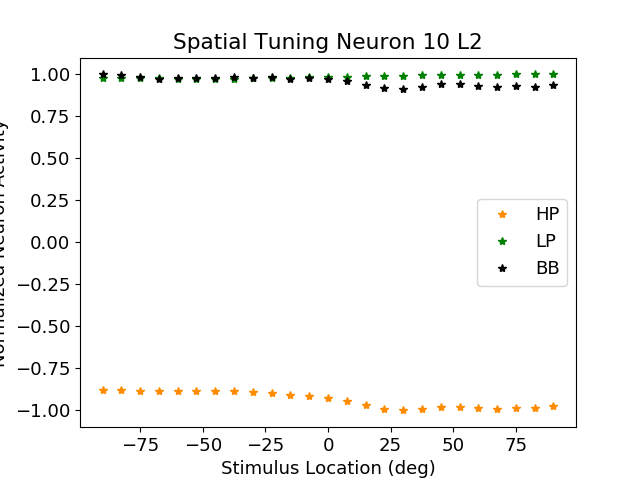 Spatial Tuning Neuron 10 L2
Normalized Neuron Activity
1.00
0.75
0.50
0.25
0.00
−0.25
−0.50
−0.75
−1.00
HP
LP
BB
−75
−50
−25
0
25
50
75
Stimulus Location (deg)